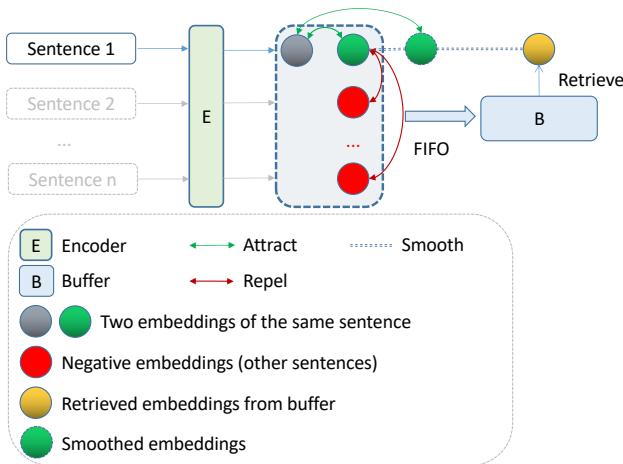 Sentence 1
Sentence 2
...
Sentence n
E
...
FIFO
Retrieve
B
E Encoder
Attract
Smooth
B Buffer
Repel
Two embeddings of the same sentence
Negative embeddings (other sentences)
Retrieved embeddings from buffer
Smoothed embeddings